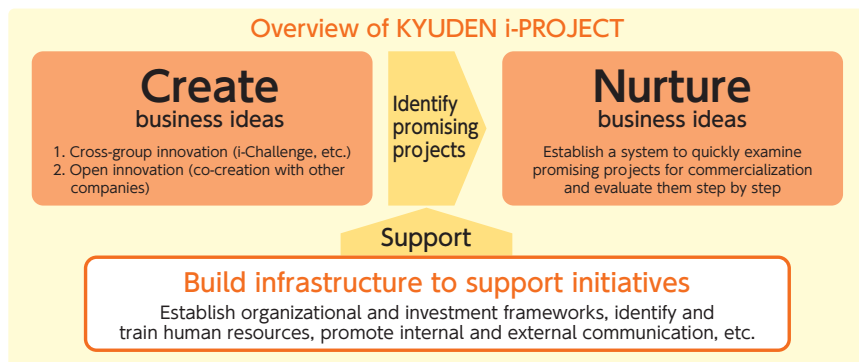 Overview of KYUDEN i-PROJECT
Create
business ideas
1. Cross-group innovation (i-Challenge, etc.)
2. Open innovation (co-creation with other
companies)
Identify
promising
projects
Nurture
business ideas
Establish a system to quickly examine
promising projects for commercialization
and evaluate them step by step
Support
Build infrastructure to support initiatives
Establish organizational and investment frameworks, identify and
train human resources, promote internal and external communication, etc.